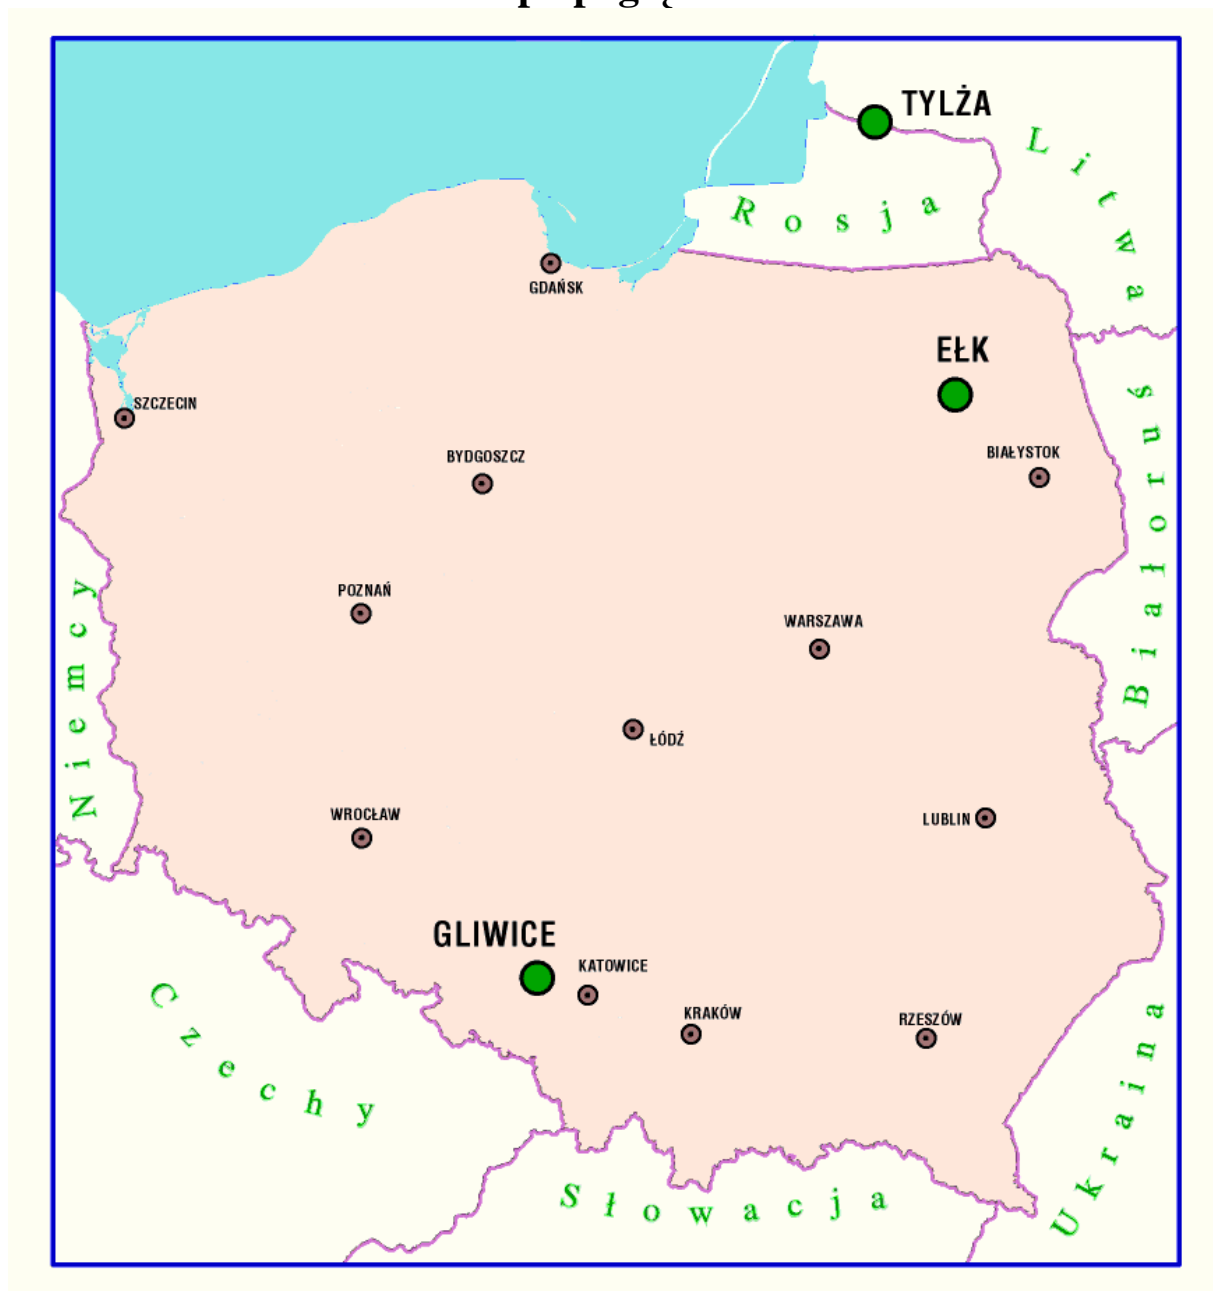 TYLŻA
Litwa
Rosja
GDAŃSK
EŁK
SZCZECIN
BIAŁYSTOK
BYDGOSZCZ
Białoruś
POZNAŃ
WARSZAWA
Niemcy
ŁÓDŹ
WROCŁAW
LUBLIN
GLIWICE
KATOWICE
KRAKÓW
RZESZÓW
Czechy
Ukraina
Słowacja